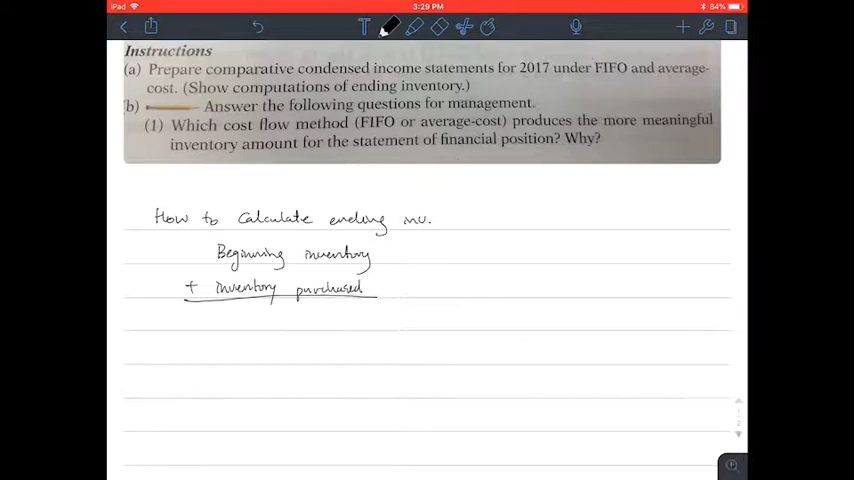 iPad
3:29 PM
84%
T
Instructions
(a) Prepare comparative condensed income statements for 2017 under FIFO and average-
cost. (Show computations of ending inventory.)
(b) Answer the following questions for management.
(1) Which cost flow method (FIFO or average-cost) produces the more meaningful
inventory amount for the statement of financial position? Why?
How to Calculate ending inv.
Beginning inventory
+ inventory purchased